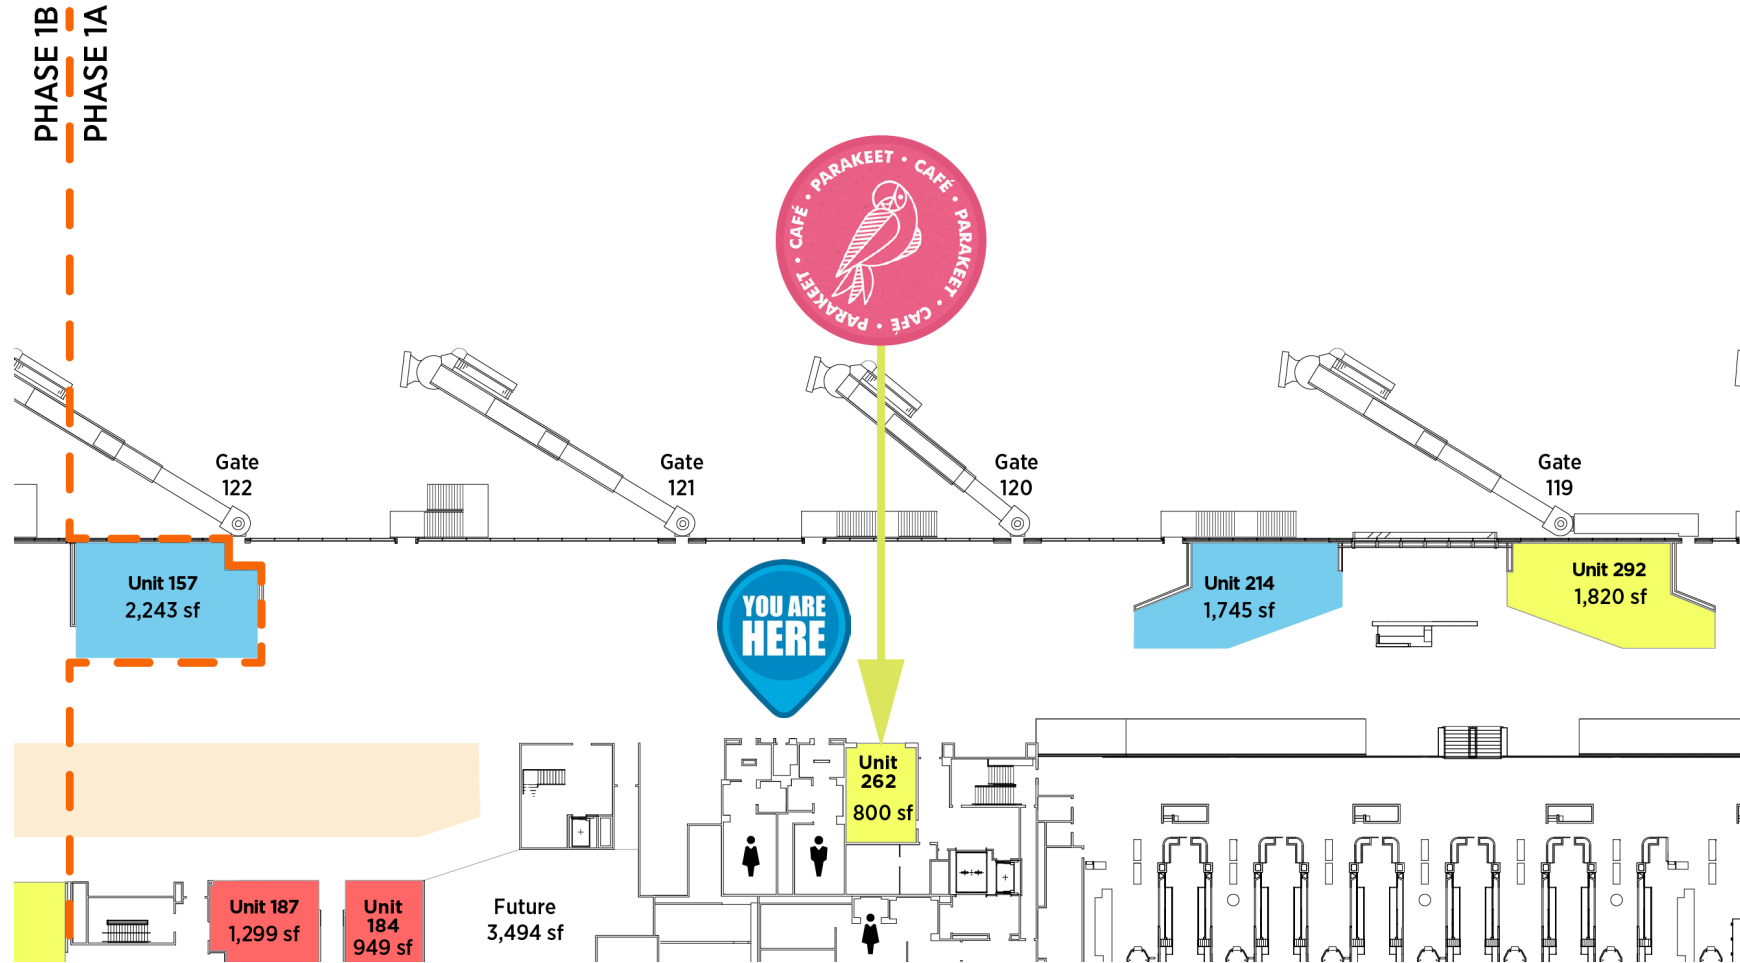 PHASE 1B
PHASE 1A
PARAKEET • CAFÉ • PARAKEET • CAFÉ • PARAKEET • CAFÉ •
Gate
122
Gate
121
Gate
120
Gate
119
Unit 157
2,243 sf
YOU ARE
HERE
Unit 214
1,745 sf
Unit 292
1,820 sf
Unit
262
800 sf
Unit 187
1,299 sf
Unit
184
949 sf
Future
3,494 sf